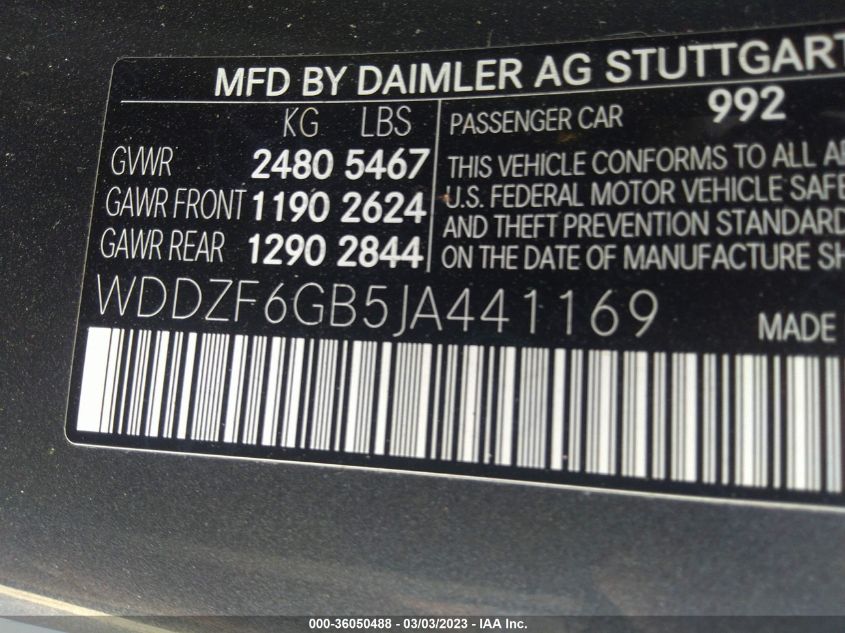 MFD BY DAIMLER AG STUTTGART
KG LBS
GVWR 2480 5467
GAWR FRONT 1190 2624
GAWR REAR 1290 2844
PASSENGER CAR 992
THIS VEHICLE CONFORMS TO ALL
U.S. FEDERAL MOTOR VEHICLE
AND THEFT PREVENTION STANDARD
ON THE DATE OF MANUFACTURE
WDDZF6GB5JA441169
MADE
000-36050488 - 03/03/2023 - IAA Inc.